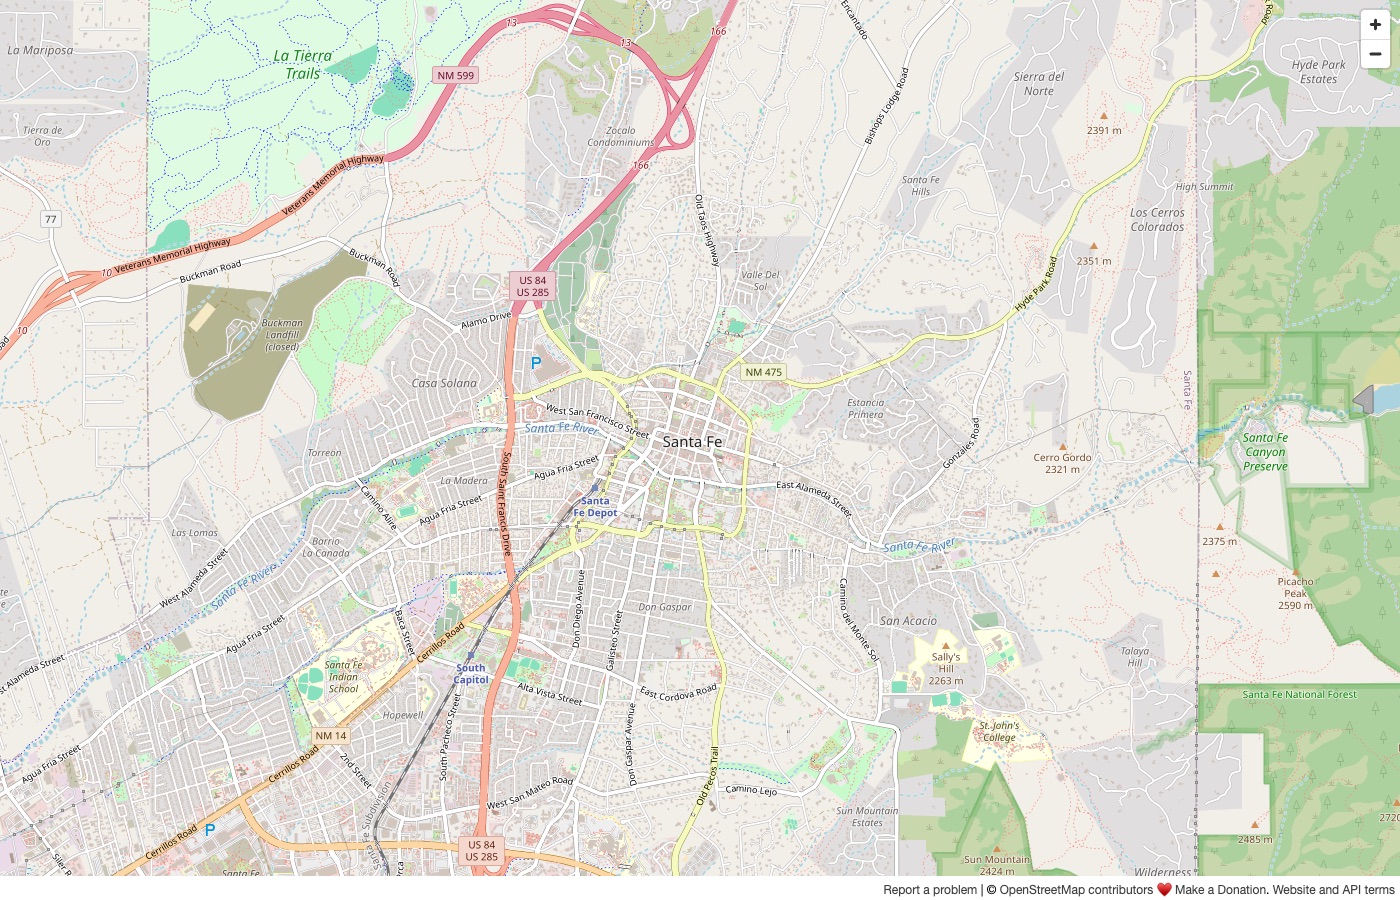 La Mariposa
La Tierra
Trails
NM 599
13
13
166
Encantado
Bishops Lodge Road
Sierra del
Norte
Hyde Park
Estates
+
−
Tierra de
Oro
Zocalo
Condominiums
166
2391 m
Veterans Memorial Highway
Santa Fe
Hills
High Summit
77
Old Taos Highway
Los Cerros
Colorados
Veterans Memorial Highway
10
Buckman Road
Buckman Road
2351 m
Hyde Park Road
US 84
US 285
Valle Del
Sol
Alamo Drive
10
Buckman
Landfill
(closed)
P
NM 475
Casa Solana
Santa Fe
West San Francisco Street
Santa Fe River
Estancia
Primera
Santa Fe
Gonzales Road
Santa Fe
Canyon
Preserve
Torreon
Cerro Gordo
2321 m
South Saint Francis Drive
Agua Fria Street
La Madera
East Alameda Street
Camino Alire
Agua Fria Street
Santa
Fe Depot
Las Lomas
Barrio
La Canada
Santa Fe River
2375 m
West Alameda Street
Santa Fe River
Picacho
Peak
2590 m
Don Diego Avenue
Galisteo Street
Don Gaspar
Camino del Monte Sol
San Acacio
Baca Street
Agua Fria Street
Cerrillos Road
Talaya
Hill
Sally's
Hill
2263 m
Santa Fe
Indian
School
South
Capitol
Alta Vista Street
East Cordova Road
Santa Fe National Forest
Hopewell
South Pacheco Street
Don Gaspar Avenue
St. John's
College
NM 14
Agua Fria Street
Cerrillos Road
2nd Street
Old Pecos Trail
Camino Lejo
West San Mateo Road
Sun Mountain
Estates
P
Cerrillos Road
2485 m
US 84
US 285
Sun Mountain
2424 m
Wilderness
Santa Fe
Report a problem | © OpenStreetMap contributors ❤️ Make a Donation. Website and API terms